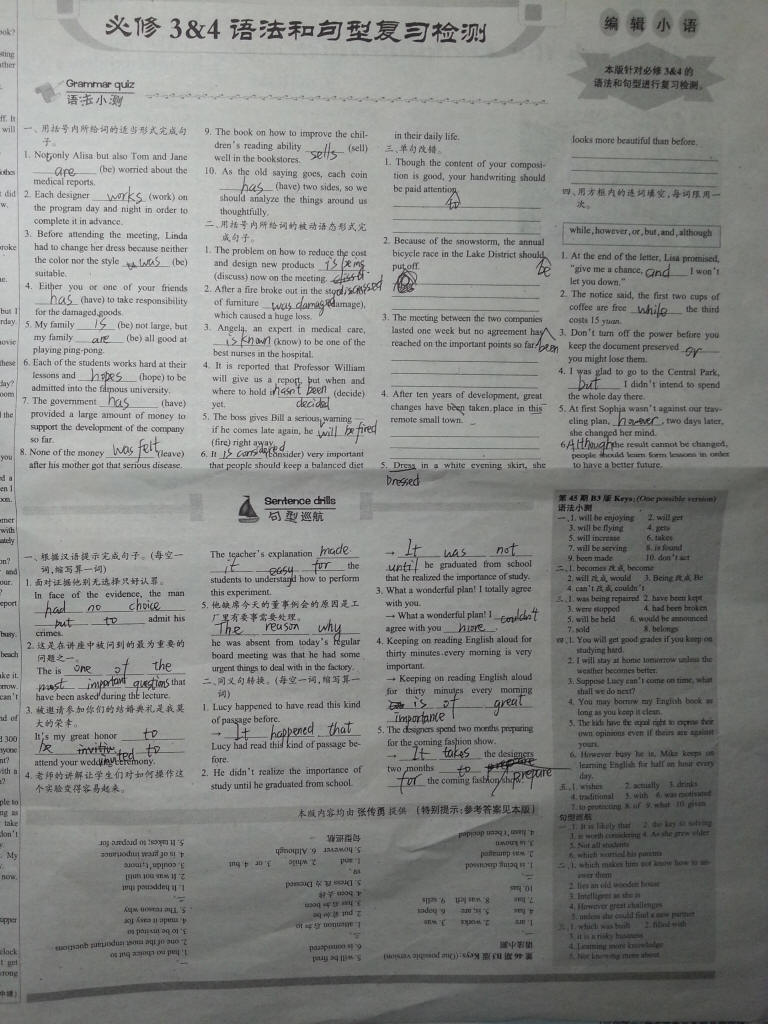 必修 3&4 语法和句型复习检测
编辑小语
本版针对必修 3&4 的
语法和句型进行复习检测。
Grammar quiz
语法小测
一、用括号内所给词的适当形式完成句
子。
1. Not only Alisa but also Tom and Jane
are (be) worried about the
medical reports.
2. Each designer works (work) on
the program day and night in order to
complete it in advance.
3. Before attending the meeting, Linda
had to change her dress because neither
the color nor the style was (be)
suitable.
4. Either you or one of your friends
has (have) to take responsibility
for the damaged goods.
5. My family is (be) not large, but
my family are (be) all good at
playing ping-pong.
6. Each of the students works hard at their
lessons and hopes (hope) to be
admitted into the famous university.
7. The government has (have)
provided a large amount of money to
support the development of the company
so far.
8. None of the money was felt (leave)
after his mother got that serious disease.
9. The book on how to improve the chil-
dren's reading ability sells (sell)
well in the bookstores.
10. As the old saying goes, each coin
has (have) two sides, so we
should analyze the things around us
thoughtfully.
二、用括号内所给词的被动语态形式完
成句子。
1. The problem on how to reduce the cost
and design new products is being
(discuss) now on the meeting. discussed
2. After a fire broke out in the
of furniture was damaged (damage),
which caused a huge loss.
3. Angela, an expert in medical care,
is known (know) to be one of the
best nurses in the hospital.
4. It is reported that Professor William
will give us a report, but when and
where to hold it hasn't been (decide)
yet. decided
5. The boss gives Bill a serious warning
if he comes late again, he will be fired
(fire) right away.
6. It is considered (consider) very important
that people should keep a balanced diet
in their daily life.
三、单句改错。
1. Though the content of your composi-
tion is good, your handwriting should
be paid attention.
to
2. Because of the snowstorm, the annual
bicycle race in the Lake District should
put off.
be
3. The meeting between the two companies
lasted one week but no agreement has
reached on the important points so far.
been
4. After ten years of development, great
changes have been taken place in this
remote small town.
5. Dress in a white evening skirt, she
Dressed
looks more beautiful than before.
四、用方框内的连词填空,每词限用一
次。
while, however, or, but, and, although
1. At the end of the letter, Lisa promised,
"give me a chance, and I won't
let you down."
2. The notice said, the first two cups of
coffee are free while the third
costs 15 yuan.
3. Don't turn off the power before you
keep the document preserved or
you might lose them.
4. I was glad to go to the Central Park,
but I didn't intend to spend
the whole day there.
5. At first Sophia wasn't against our trav-
eling plan, however, two days later,
she changed her mind.
6. Although the result cannot be changed,
people should learn form lessons in order
to have a better future.
Sentence drills
句型巡航
一、根据汉语提示完成句子。(每空一
词,缩写算一词)
1. 面对证据他别无选择只好认罪。
In face of the evidence, the man
had no choice
but to admit his
crimes.
2. 这是在讲座中被问到的最为重要的
问题之一。
The is one of the
most important questions that
have been asked during the lecture.
3. 被邀请参加你们的结婚典礼是我莫
大的荣幸。
It's my great honor to
be invited to
attend your wedding ceremony.
4. 老师的讲解让学生们对如何操作这
个实验变得容易起来。
The teacher's explanation made
it easy for the
students to understand how to perform
this experiment.
5. 他缺席今天的董事例会的原因是工
厂里有要事需要处理。
The reason why
he was absent from today's regular
board meeting was that he had some
urgent things to deal with in the factory.
二、同义句转换。(每空一词,缩写算一
词)
1. Lucy happened to have read this kind
of passage before.
→ It happened that
Lucy had read this kind of passage be-
fore.
2. He didn't realize the importance of
study until he graduated from school.
→ It was not
until he graduated from school
that he realized the importance of study.
3. What a wonderful plan! I totally agree
with you.
→ What a wonderful plan! I couldn't
agree with you more.
4. Keeping on reading English aloud for
thirty minutes every morning is very
important.
→ Keeping on reading English aloud
for thirty minutes every morning
is of great
importance
5. The designers spend two months preparing
for the coming fashion show.
→ It takes the designers
two months to prepare
for the coming fashion show.
本版内容均由 张传勇 提供 (特别提示:参考答案见本版)
第 45 期 B3 版 Keys: (One possible version)
语法小测
一、1. will be enjoying 2. will get
3. will be flying 4. gets
5. will increase 6. takes
7. will be serving 8. is found
9. been made 10. don't act
二、1. becomes 改成 become
2. will 改成 would 3. Being 改成 Be
4. can't 改成 couldn't
三、1. was being repaired 2. have been kept
3. were stopped 4. had been broken
5. will be held 6. would be announced
7. sold 8. belongs
四、1. You will get good grades if you keep on
studying hard.
2. I will stay at home tomorrow unless the
weather becomes better.
3. Suppose Lucy can't come on time, what
shall we do next?
4. You may borrow my English book as
long as you keep it clean.
5. The kids have the equal right to express their
own opinions even if theirs are against
yours.
6. However busy he is, Mike keeps on
learning English for half an hour every
day.
五、1. wishes 2. actually 3. drinks
4. traditional 5. with 6. was motivated
7. to protecting 8. of 9. what 10. given
句型巡航
一、1. It is likely that 2. the key to solving
3. is worth considering 4. As she grew older
5. Not all students
6. which worried his parents
二、1. which makes him not know how to an-
swer them
2. lies an old wooden house
3. Intelligent as she is
4. However great challenges
5. unless she could find a new partner
三、1. which was built 2. filled with
3. it is a risky business
4. Learning more knowledge
5. Not knowing more about
第 46 期 B3 版 Keys: (One possible version)
语法小测
一、
1. are 2. works 3. was
4. has 5. is; are 6. hopes
7. has 8. was left 9. sells
10. has
二、
1. is being discussed
2. was damaged
3. is known
4. hasn't been decided
5. will be fired
6. is considered
三、
1. attention 后加 to
2. put 前加 be
3. has 后加 been
4. been 去掉
5. Dress 改为 Dressed
四、
1. and 2. while 3. or 4. but
5. however 6. Although
句型巡航
一、
1. had no choice but to
2. one of the most important questions
3. to be invited to
4. made it easy for
5. The reason why
二、
1. It happened that
2. It was not until
3. couldn't; more
4. is of great importance
5. It takes; to prepare for